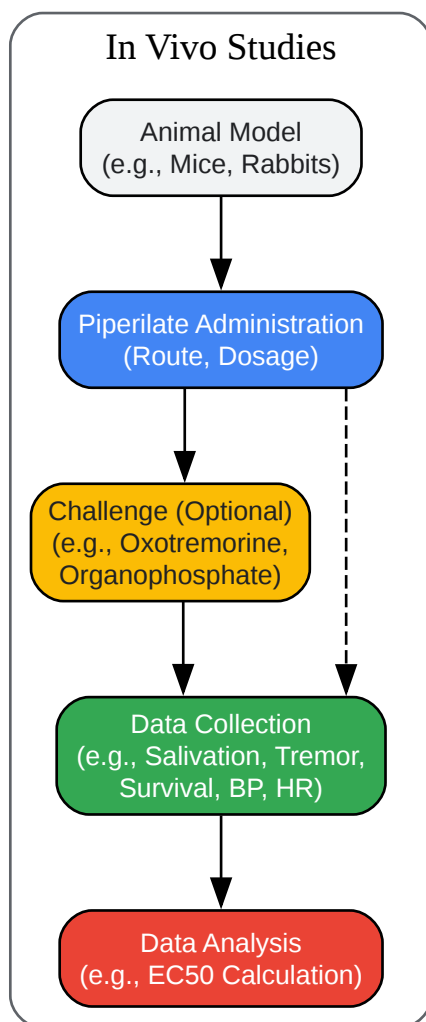 In Vivo Studies
Animal Model
(e.g., Mice, Rabbits)
Piperilate Administration
(Route, Dosage)
Challenge (Optional)
(e.g., Oxotremorine,
Organophosphate)
Data Collection
(e.g., Salivation, Tremor,
Survival, BP, HR)
Data Analysis
(e.g., EC50 Calculation)